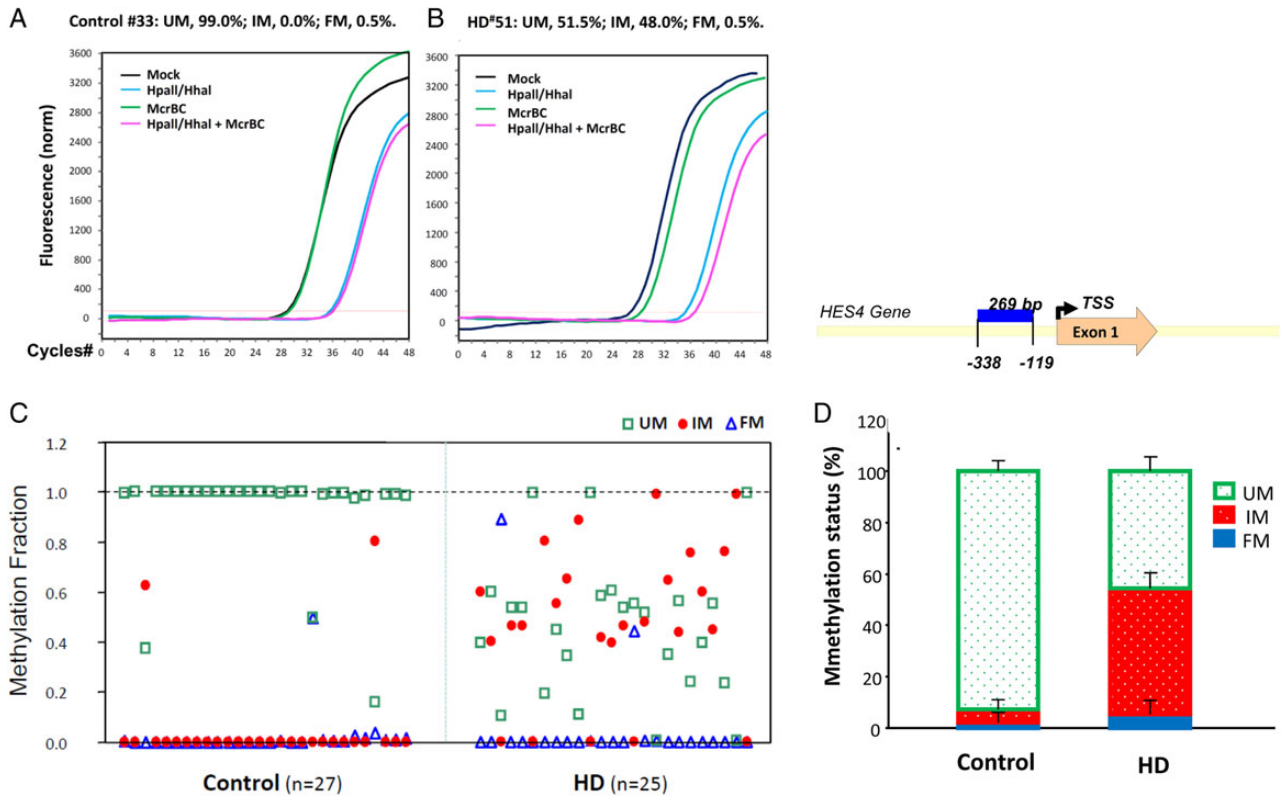 A
Control #33: UM, 99.0%; IM, 0.0%; FM, 0.5%.
3600
3200
2800
2400
2000
1600
1200
800
400
0
Fluorescence (norm)
Mock
HpaII/HhaI
McrBC
HpaII/HhaI + McrBC
Cycles#
0 4 8 12 16 20 24 28 32 36 40 44 48
B
HD#51: UM, 51.5%; IM, 48.0%; FM, 0.5%.
3600
3200
2800
2400
2000
1600
1200
800
400
0
Mock
HpaII/HhaI
McrBC
HpaII/HhaI + McrBC
0 4 8 12 16 20 24 28 32 36 40 44 48
HES4 Gene
269 bp
TSS
Exon 1
-338 -119
C
UM IM FM
1.2
1.0
0.8
0.6
0.4
0.2
0.0
Methylation Fraction
Control (n=27)
HD (n=25)
D
120
100
80
60
40
20
0
Mmethylation status (%)
UM
IM
FM
Control
HD